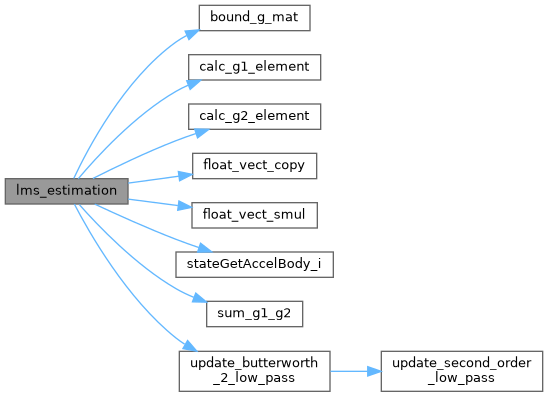 bound_g_mat
calc_g1_element
calc_g2_element
float_vect_copy
lms_estimation
float_vect_smul
stateGetAccelBody_i
sum_g1_g2
update_butterworth
_2_low_pass
update_second_order
_low_pass